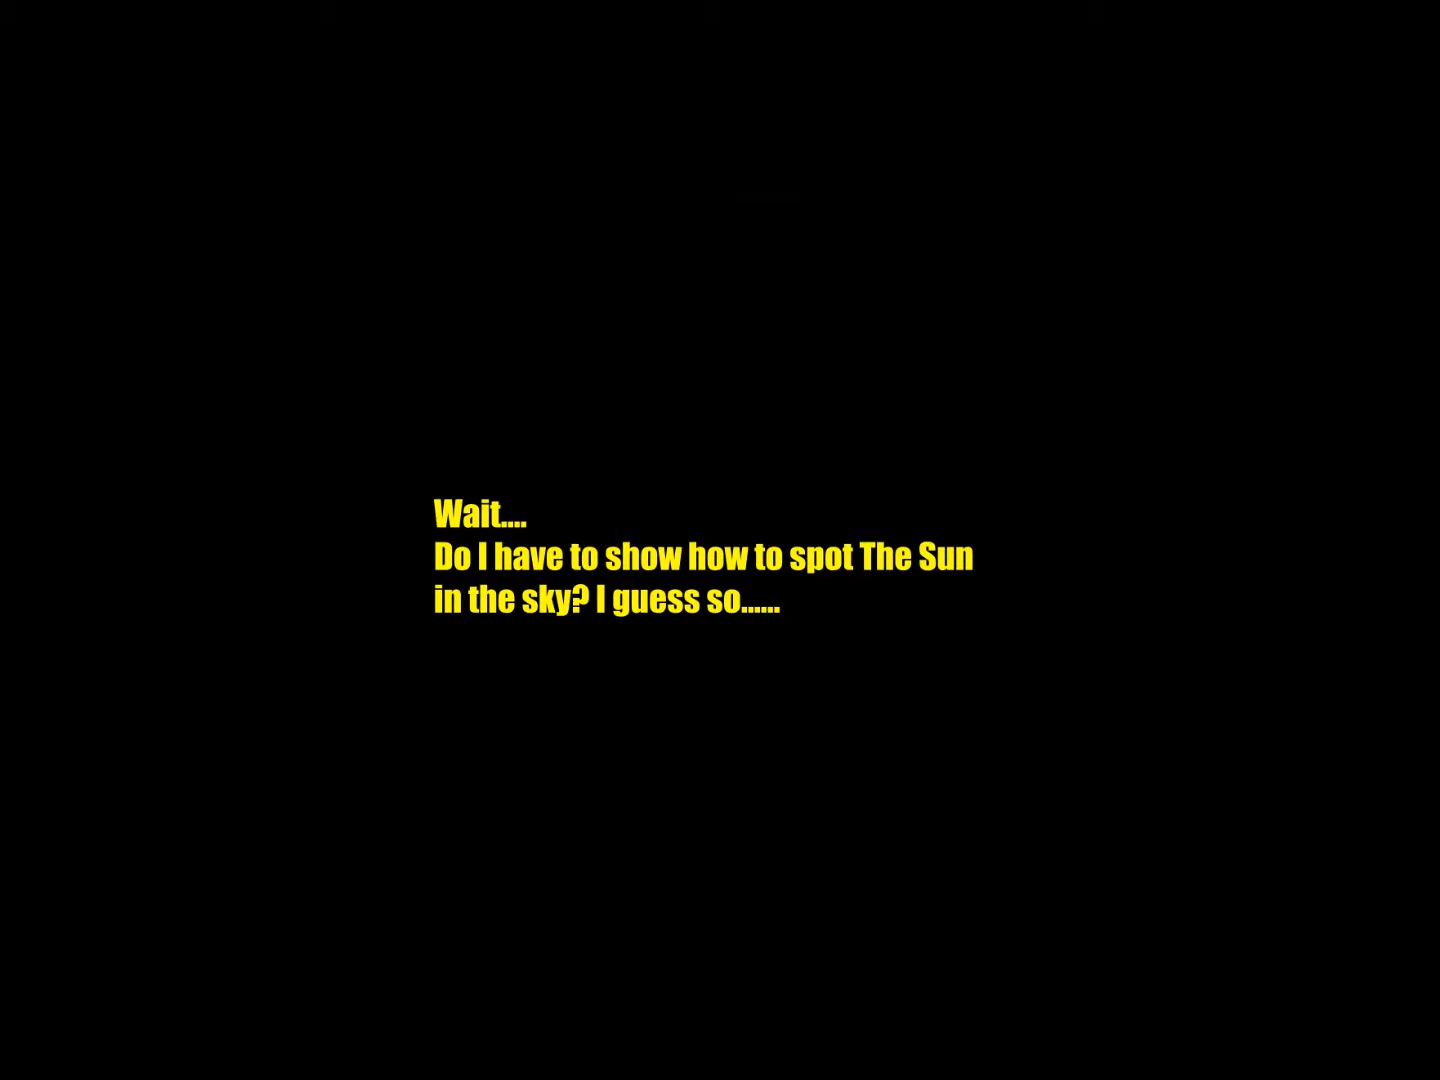 Wait....
Do I have to show how to spot The Sun
in the sky? I guess so......